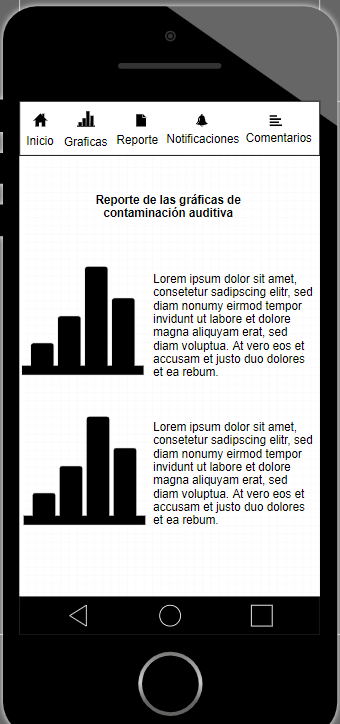 Inicio Graficas Reporte Notificaciones Comentarios
Reporte de las gráficas de
contaminación auditiva
Lorem ipsum dolor sit amet,
consetetur sadipscing elitr, sed
diam nonumy eirmod tempor
invidunt ut labore et dolore
magna aliquyam erat, sed
diam voluptua. At vero eos et
accusam et justo duo dolores
et ea rebum.
Lorem ipsum dolor sit amet,
consetetur sadipscing elitr, sed
diam nonumy eirmod tempor
invidunt ut labore et dolore
magna aliquyam erat, sed
diam voluptua. At vero eos et
accusam et justo duo dolores
et ea rebum.